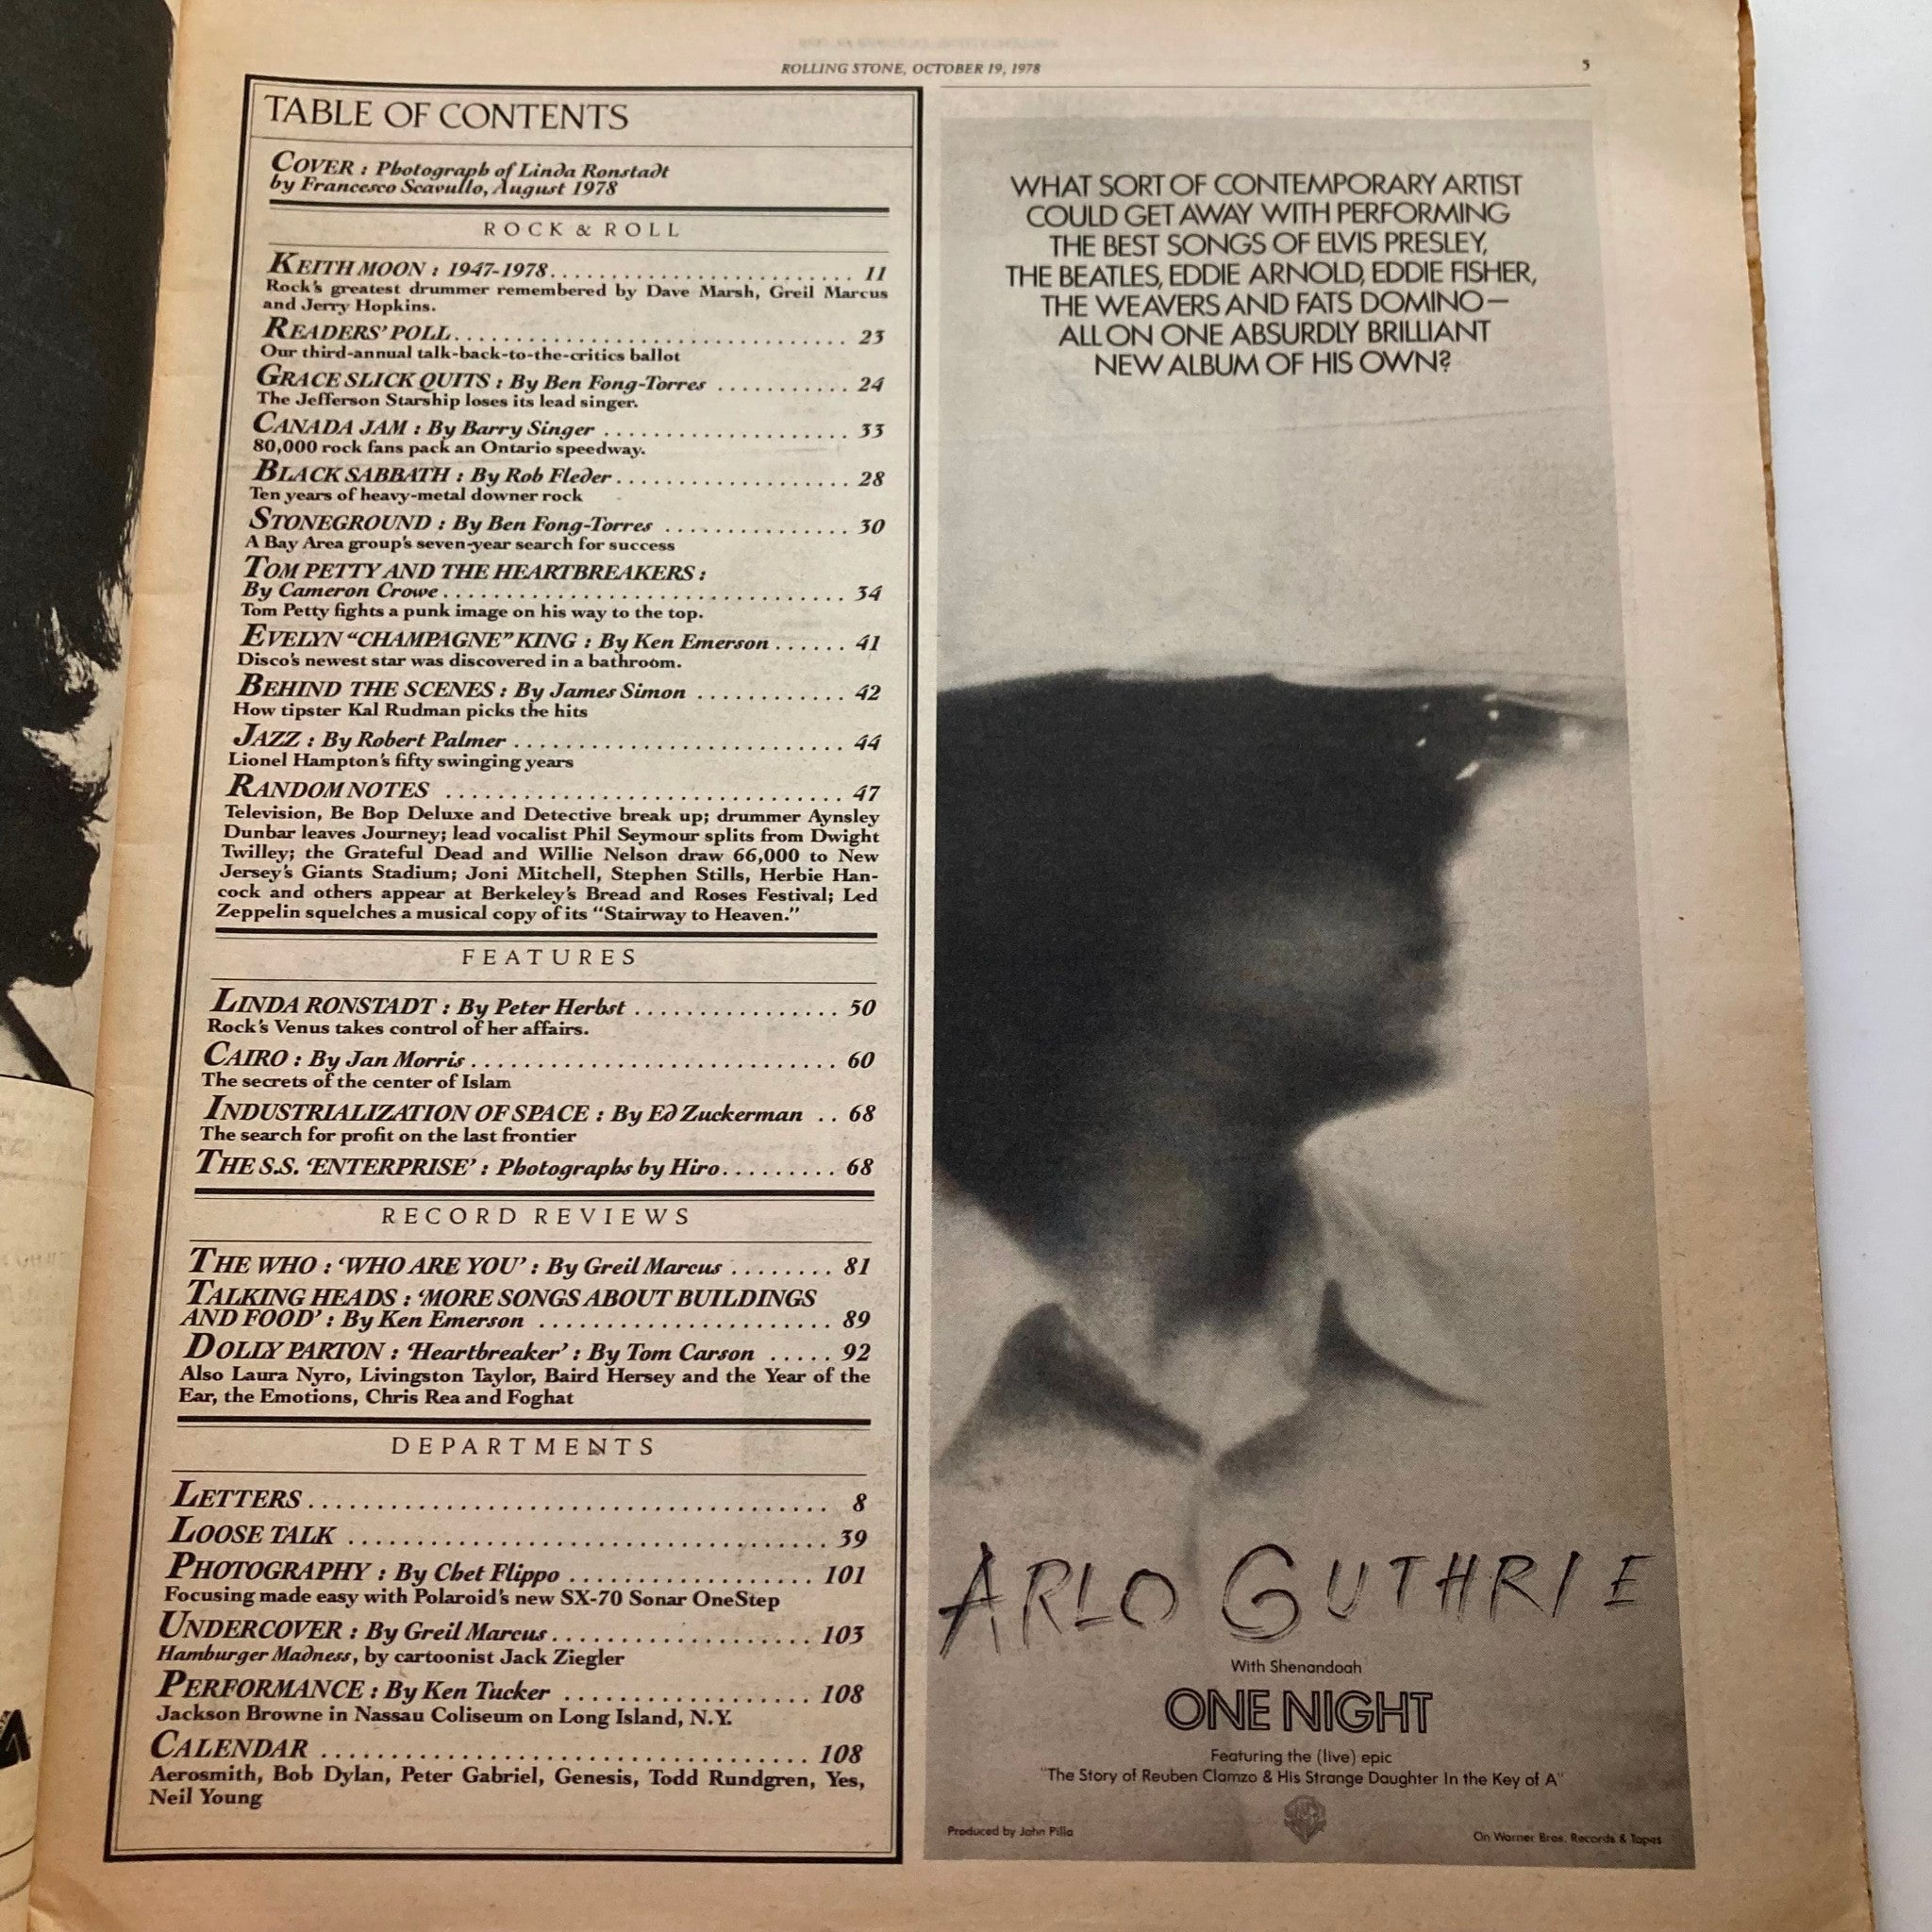 ROLLING STONE, OCTOBER 19, 1978
5
TABLE OF CONTENTS
COVER : Photograph of Linda Ronstadt
by Francesco Scavullo, August 1978
ROCK & ROLL
KEITH MOON : 1947-1978 . . . . . . . . . . 11
Rock's greatest drummer remembered by Dave Marsh, Greil Marcus
and Jerry Hopkins.
READERS' POLL . . . . . . . . . . 23
Our third-annual talk-back-to-the-critics ballot
GRACE SLICK QUITS : By Ben Fong-Torres . . . . . . . . . . 24
The Jefferson Starship loses its lead singer.
CANADA JAM : By Barry Singer . . . . . . . . . . 33
80,000 rock fans pack an Ontario speedway.
BLACK SABBATH : By Rob Fleder . . . . . . . . . . 28
Ten years of heavy-metal downer rock
STONEGROUND : By Ben Fong-Torres . . . . . . . . . . 30
A Bay Area group's seven-year search for success
TOM PETTY AND THE HEARTBREAKERS :
By Cameron Crowe . . . . . . . . . . 34
Tom Petty fights a punk image on his way to the top.
EVELYN "CHAMPAGNE" KING : By Ken Emerson . . . . . . 41
Disco's newest star was discovered in a bathroom.
BEHIND THE SCENES : By James Simon . . . . . . . . . . 42
How tipster Kal Rudman picks the hits
JAZZ : By Robert Palmer . . . . . . . . . . 44
Lionel Hampton's fifty swinging years
RANDOM NOTES . . . . . . . . . . 47
Television, Be Bop Deluxe and Detective break up; drummer Aynsley
Dunbar leaves Journey; lead vocalist Phil Seymour splits from Dwight
Twilley; the Grateful Dead and Willie Nelson draw 66,000 to New
Jersey's Giants Stadium; Joni Mitchell, Stephen Stills, Herbie Han-
cock and others appear at Berkeley's Bread and Roses Festival; Led
Zeppelin squelches a musical copy of its "Stairway to Heaven."
FEATURES
LINDA RONSTADT : By Peter Herbst . . . . . . . . . . 50
Rock's Venus takes control of her affairs.
CAIRO : By Jan Morris . . . . . . . . . . 60
The secrets of the center of Islam
INDUSTRIALIZATION OF SPACE : By Ed Zuckerman . . 68
The search for profit on the last frontier
THE S.S. 'ENTERPRISE' : Photographs by Hiro . . . . . . . . . 68
RECORD REVIEWS
THE WHO : 'WHO ARE YOU' : By Greil Marcus . . . . . . . . 81
TALKING HEADS : 'MORE SONGS ABOUT BUILDINGS
AND FOOD' : By Ken Emerson . . . . . . . . . . 89
DOLLY PARTON : 'Heartbreaker' : By Tom Carson . . . . . 92
Also Laura Nyro, Livingston Taylor, Baird Hersey and the Year of the
Ear, the Emotions, Chris Rea and Foghat
DEPARTMENTS
LETTERS . . . . . . . . . . 8
LOOSE TALK . . . . . . . . . . 39
PHOTOGRAPHY : By Chet Flippo . . . . . . . . . . 101
Focusing made easy with Polaroid's new SX-70 Sonar OneStep
UNDERCOVER : By Greil Marcus . . . . . . . . . . 103
Hamburger Madness, by cartoonist Jack Ziegler
PERFORMANCE : By Ken Tucker . . . . . . . . . . 108
Jackson Browne in Nassau Coliseum on Long Island, N.Y.
CALENDAR . . . . . . . . . . 108
Aerosmith, Bob Dylan, Peter Gabriel, Genesis, Todd Rundgren, Yes,
Neil Young
WHAT SORT OF CONTEMPORARY ARTIST
COULD GET AWAY WITH PERFORMING
THE BEST SONGS OF ELVIS PRESLEY,
THE BEATLES, EDDIE ARNOLD, EDDIE FISHER,
THE WEAVERS AND FATS DOMINO—
ALL ON ONE ABSURDLY BRILLIANT
NEW ALBUM OF HIS OWN?
ARLO GUTHRIE
With Shenandoah
ONE NIGHT
Featuring the (live) epic
"The Story of Reuben Clamzo & His Strange Daughter In the Key of A"
Produced by John Pilla
On Warner Bros. Records & Tapes